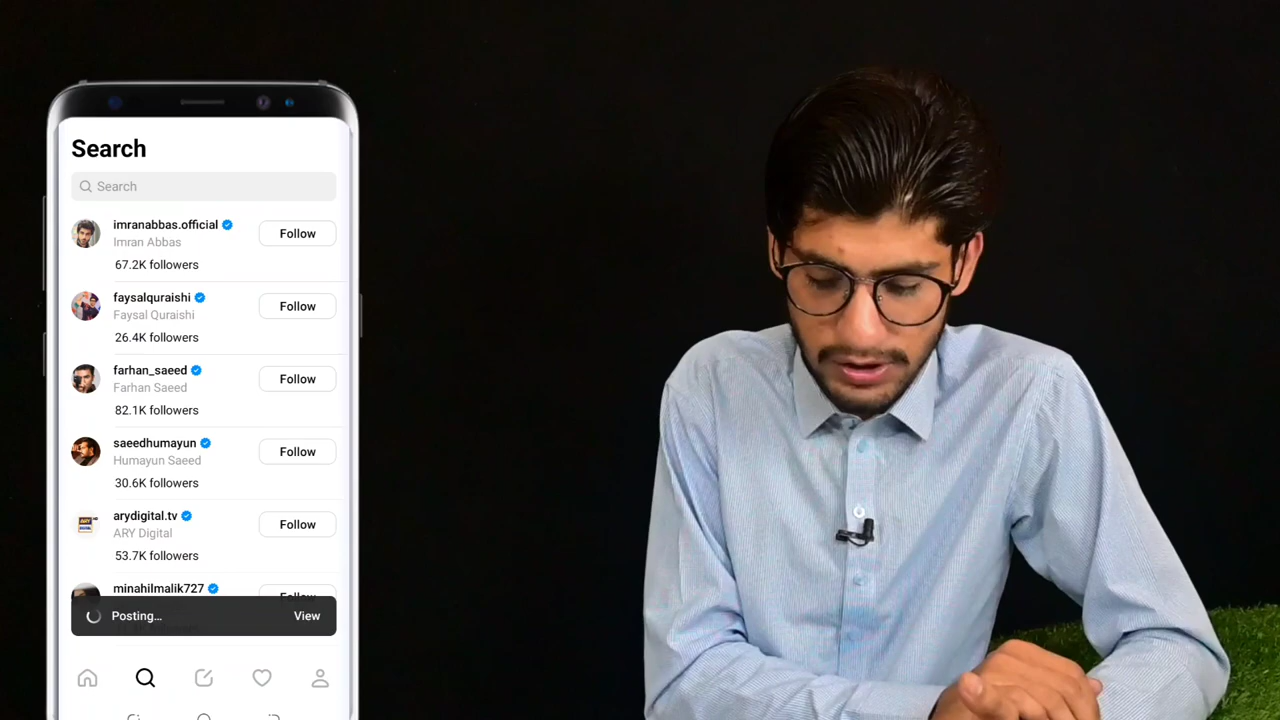 Search
Search
imranabbas.official
Imran Abbas
Follow
67.2K followers
faysalquraishi
Faysal Quraishi
Follow
26.4K followers
farhan_saeed
Farhan Saeed
Follow
82.1K followers
saeedhumayun
Humayun Saeed
Follow
30.6K followers
arydigital.tv
ARY Digital
Follow
53.7K followers
minahilmalik727
Follow
Posting...
View